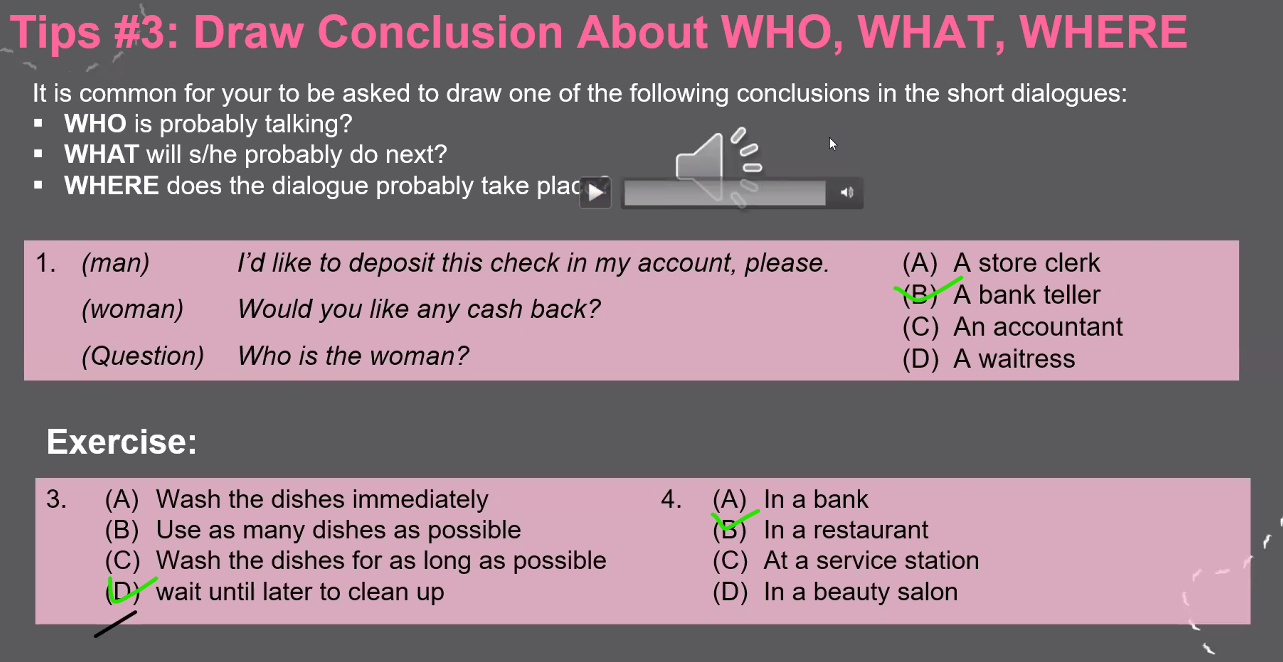 Tips #3: Draw Conclusion About WHO, WHAT, WHERE
It is common for your to be asked to draw one of the following conclusions in the short dialogues:
▪ WHO is probably talking?
▪ WHAT will s/he probably do next?
▪ WHERE does the dialogue probably take place?
1. (man) I'd like to deposit this check in my account, please.
(woman) Would you like any cash back?
(Question) Who is the woman?
(A) A store clerk
(B) A bank teller
(C) An accountant
(D) A waitress
Exercise:
3. (A) Wash the dishes immediately
(B) Use as many dishes as possible
(C) Wash the dishes for as long as possible
(D) wait until later to clean up
4. (A) In a bank
(B) In a restaurant
(C) At a service station
(D) In a beauty salon